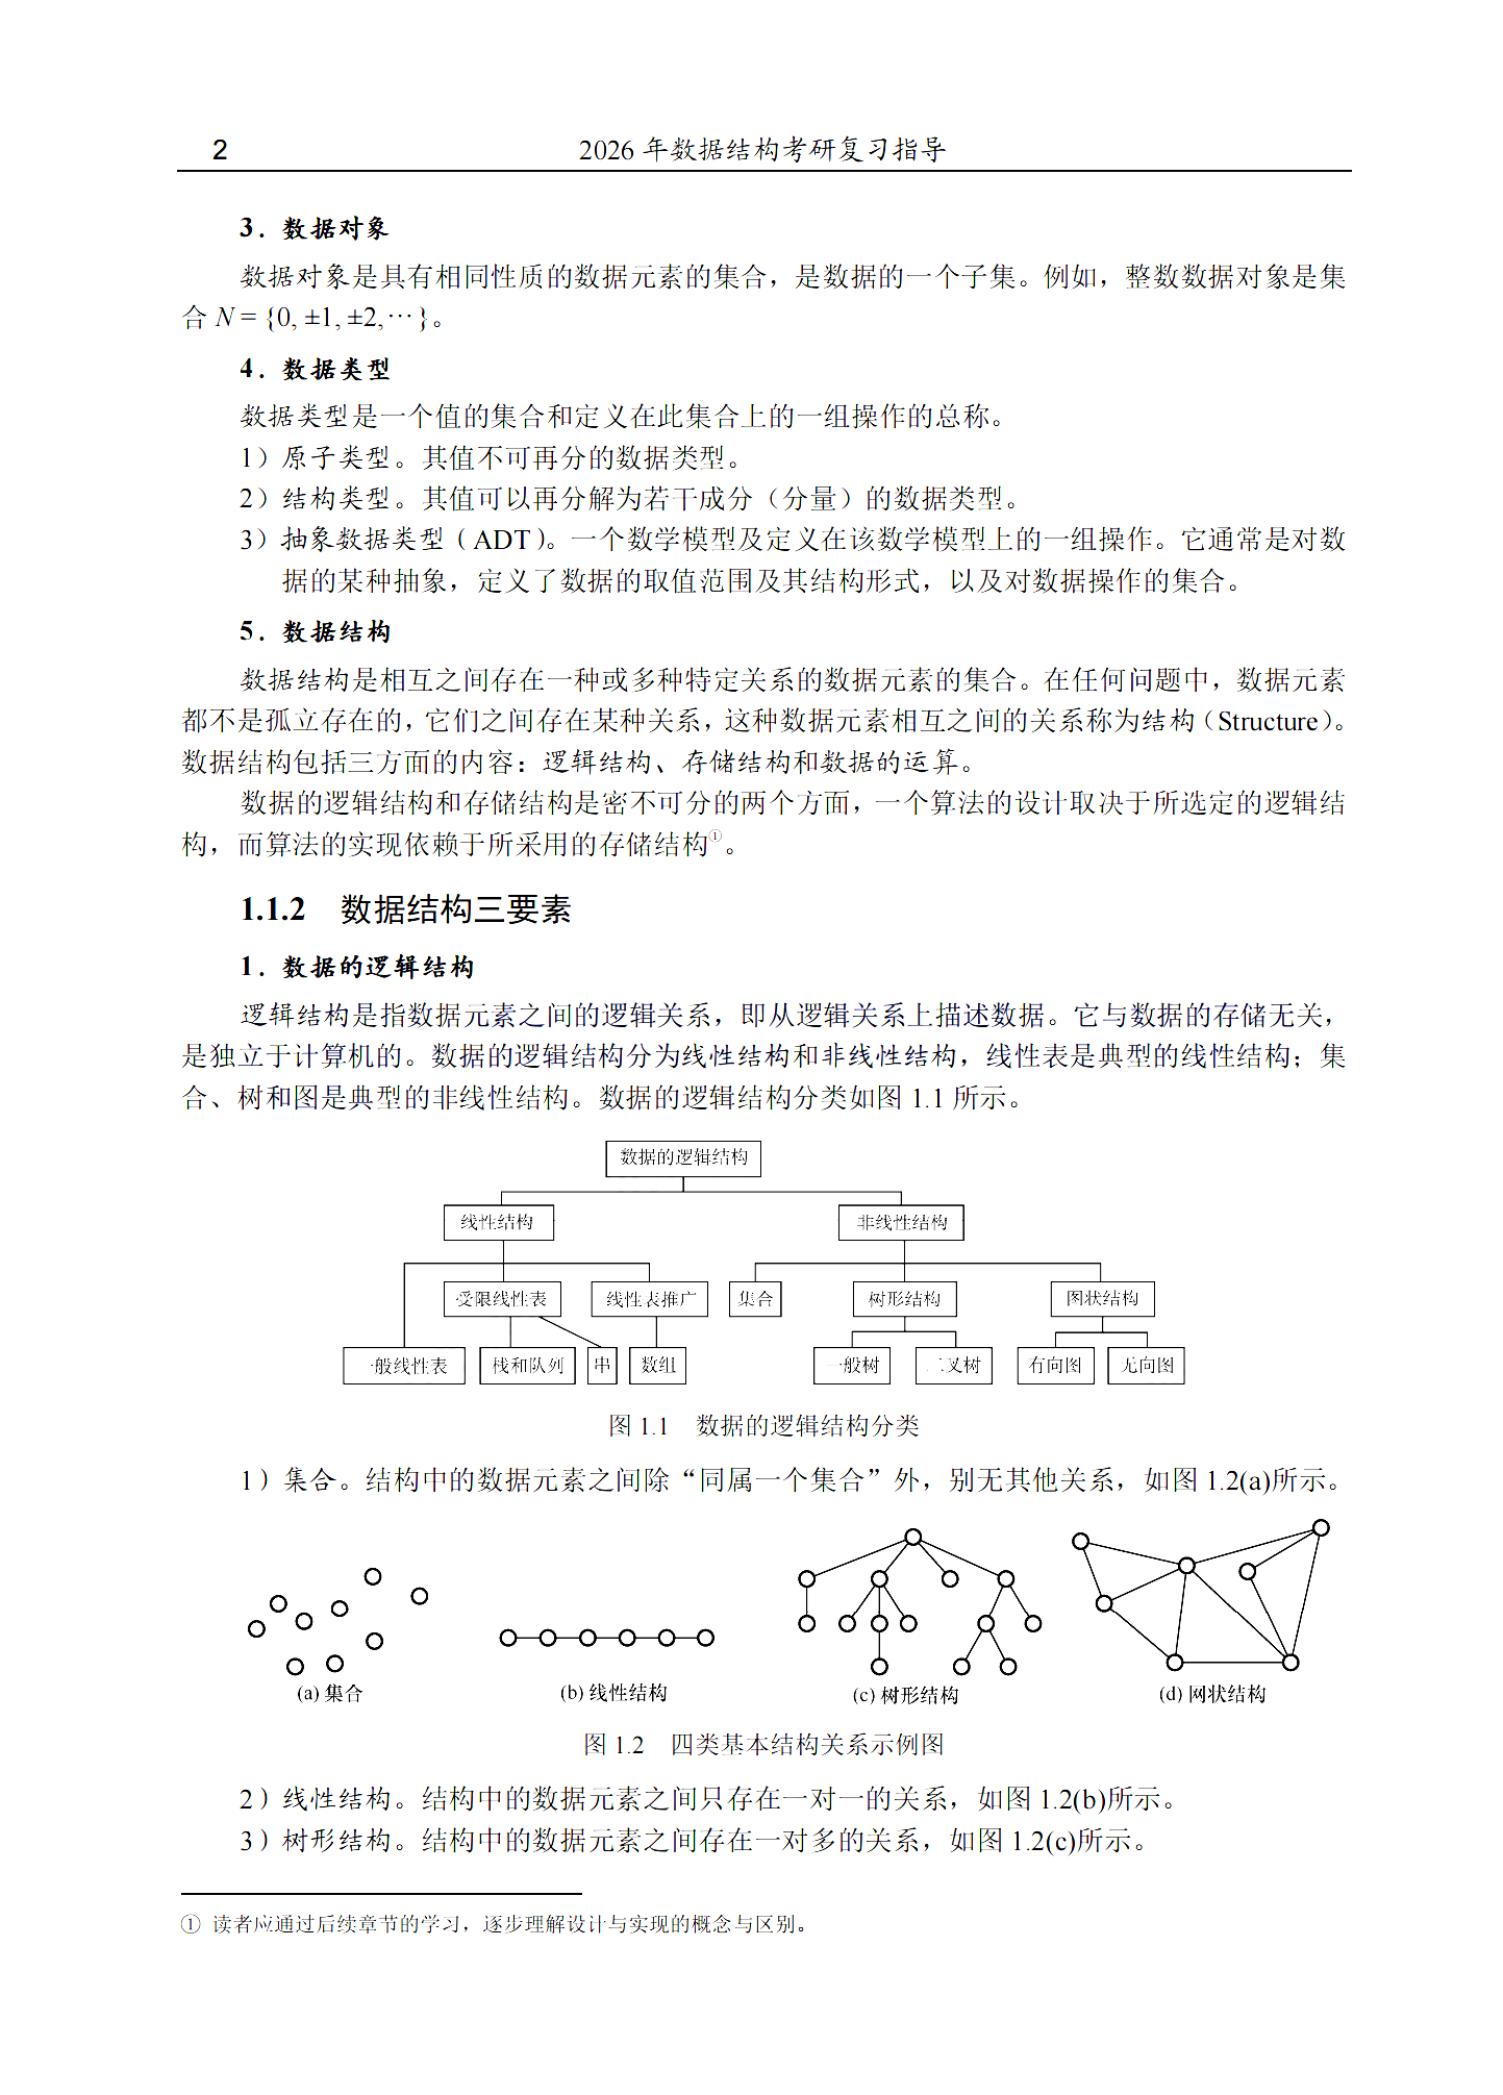 2 2026 年数据结构考研复习指导
3. 数据对象
数据对象是具有相同性质的数据元素的集合，是数据的一个子集。例如，整数数据对象是集
合 N = {0, ±1, ±2,⋯}。
4. 数据类型
数据类型是一个值的集合和定义在此集合上的一组操作的总称。
1）原子类型。其值不可再分的数据类型。
2）结构类型。其值可以再分解为若干成分（分量）的数据类型。
3）抽象数据类型（ADT）。一个数学模型及定义在该数学模型上的一组操作。它通常是对数
据的某种抽象，定义了数据的取值范围及其结构形式，以及对数据操作的集合。
5. 数据结构
数据结构是相互之间存在一种或多种特定关系的数据元素的集合。在任何问题中，数据元素
都不是孤立存在的，它们之间存在某种关系，这种数据元素相互之间的关系称为结构（Structure）。
数据结构包括三方面的内容：逻辑结构、存储结构和数据的运算。
数据的逻辑结构和存储结构是密不可分的两个方面，一个算法的设计取决于所选定的逻辑结
构，而算法的实现依赖于所采用的存储结构①。
1.1.2 数据结构三要素
1. 数据的逻辑结构
逻辑结构是指数据元素之间的逻辑关系，即从逻辑关系上描述数据。它与数据的存储无关，
是独立于计算机的。数据的逻辑结构分为线性结构和非线性结构，线性表是典型的线性结构；集
合、树和图是典型的非线性结构。数据的逻辑结构分类如图 1.1 所示。
数据的逻辑结构
线性结构 非线性结构
受限线性表 线性表推广 集合 树形结构 图状结构
一般线性表 栈和队列 串 数组 一般树 二叉树 有向图 无向图
图 1.1 数据的逻辑结构分类
1）集合。结构中的数据元素之间除“同属一个集合”外，别无其他关系，如图 1.2(a)所示。
(a) 集合 (b) 线性结构 (c) 树形结构 (d) 网状结构
图 1.2 四类基本结构关系示例图
2）线性结构。结构中的数据元素之间只存在一对一的关系，如图 1.2(b)所示。
3）树形结构。结构中的数据元素之间存在一对多的关系，如图 1.2(c)所示。
① 读者应通过后续章节的学习，逐步理解设计与实现的概念与区别。